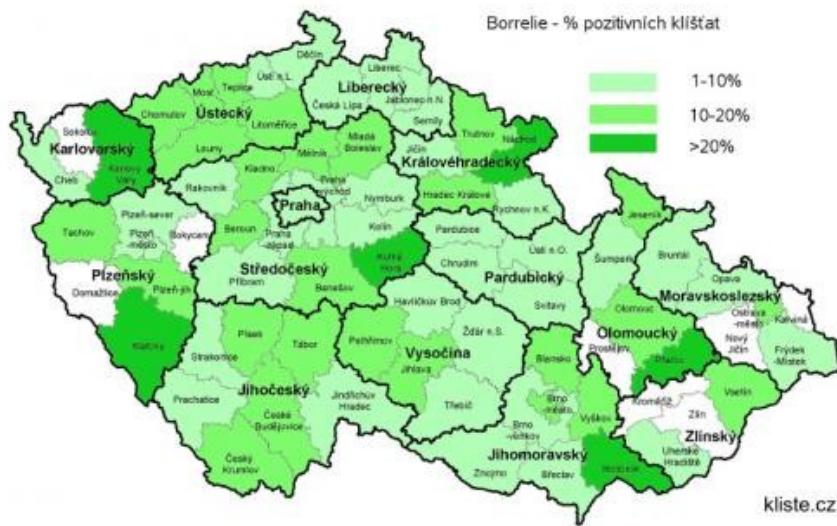 Borrelie - % pozitivních klíšťat
1-10%
10-20%
>20%
Děčín
Ústí n.L.
Teplice
Most
Chomutov
Ústecký
Litoměřice
Louny
Liberec
Liberecký
Česká Lípa
Jablonec n.N.
Semily
Karlovarský
Karlovy Vary
Cheb
Trutnov
Náchod
Jičín
Královéhradecký
Hradec Králové
Rychnov n.K.
Mladá Boleslav
Mělník
Kladno
Rakovník
Praha
Praha východ
Nymburk
Kolín
Beroun
Praha západ
Kutná Hora
Středočeský
Příbram
Benešov
Tachov
Plzeň-sever
Plzeň město
Rokycany
Plzeňský
Plzeň-jih
Domažlice
Klatovy
Pardubice
Ústí n.O.
Chrudim
Pardubický
Svitavy
Jeseník
Šumperk
Bruntál
Opava
Moravskoslezský
Ostrava-město
Karviná
Nový Jičín
Frýdek-Místek
Olomouc
Olomoucký
Prostějov
Přerov
Havlíčkův Brod
Žďár n.S.
Pelhřimov
Vysočina
Jihlava
Třebíč
Písek
Tábor
Strakonice
Jihočeský
Prachatice
Jindřichův Hradec
České Budějovice
Český Krumlov
Blansko
Brno město
Vyškov
Brno -venkov
Jihomoravský
Znojmo
Břeclav
Kroměříž
Zlín
Vsetín
Zlínský
Uherské Hradiště
kliste.cz